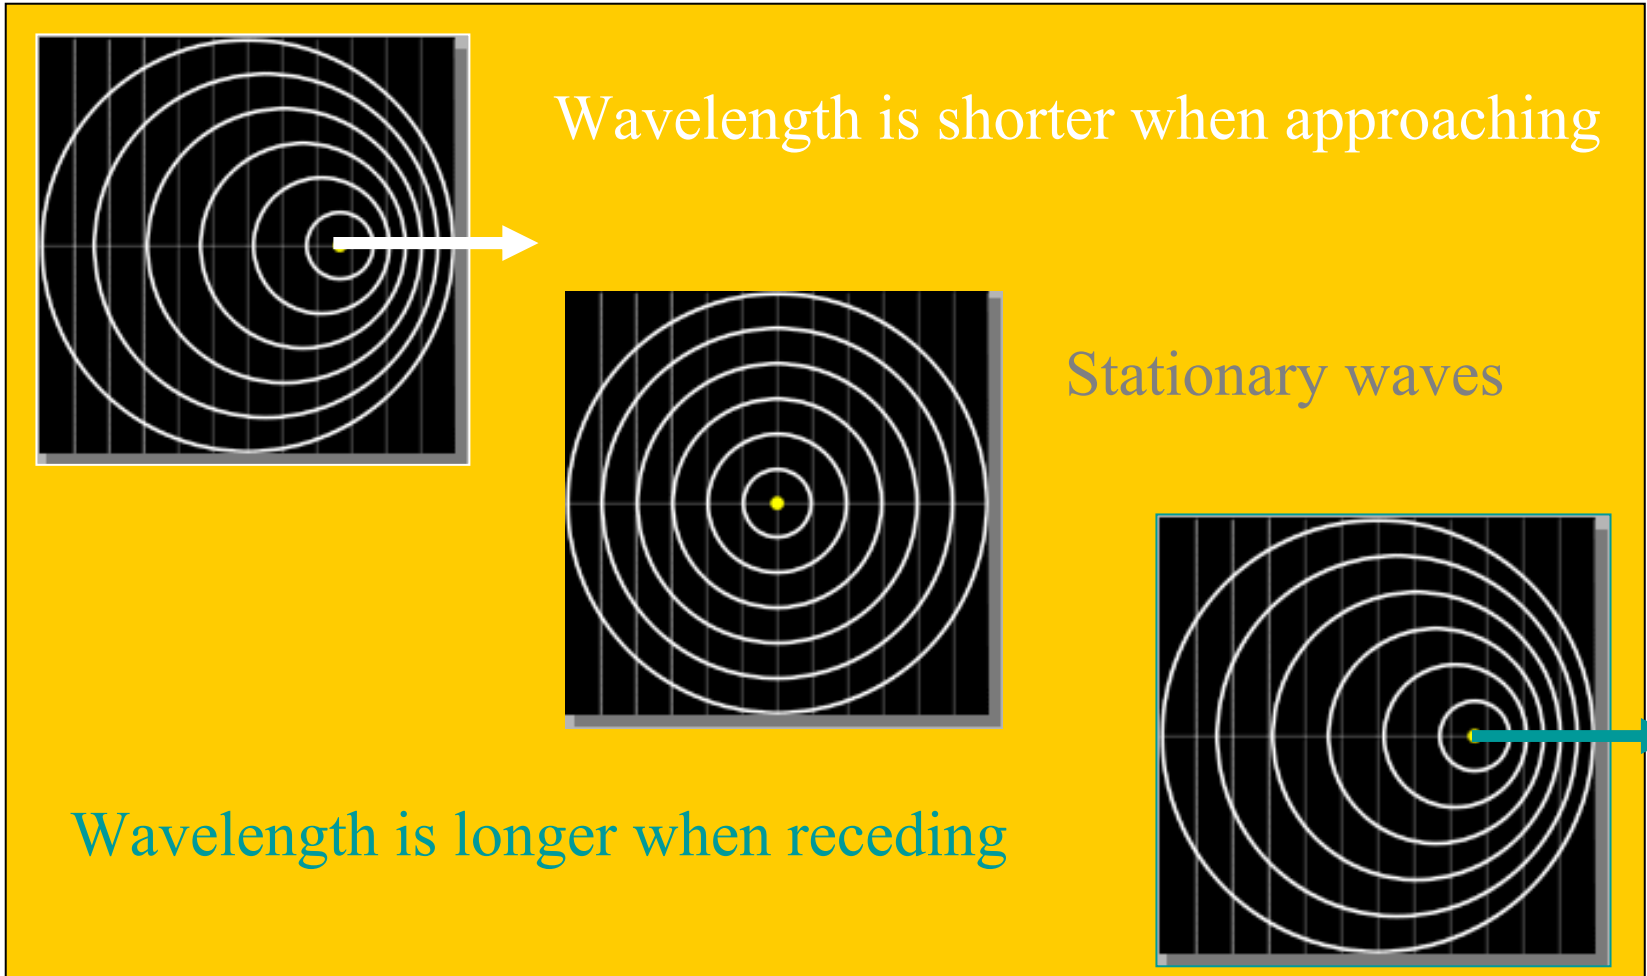 Wavelength is shorter when approaching
Stationary waves
Wavelength is longer when receding